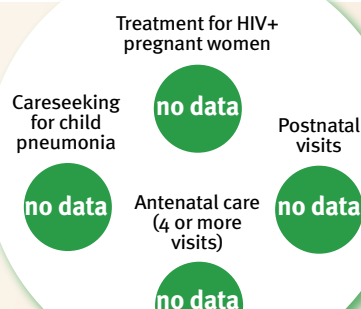 Treatment for HIV+
pregnant women
no data
Careseeking
for child
pneumonia
no data
Postnatal
visits
no data
Antenatal care
(4 or more
visits)
no data